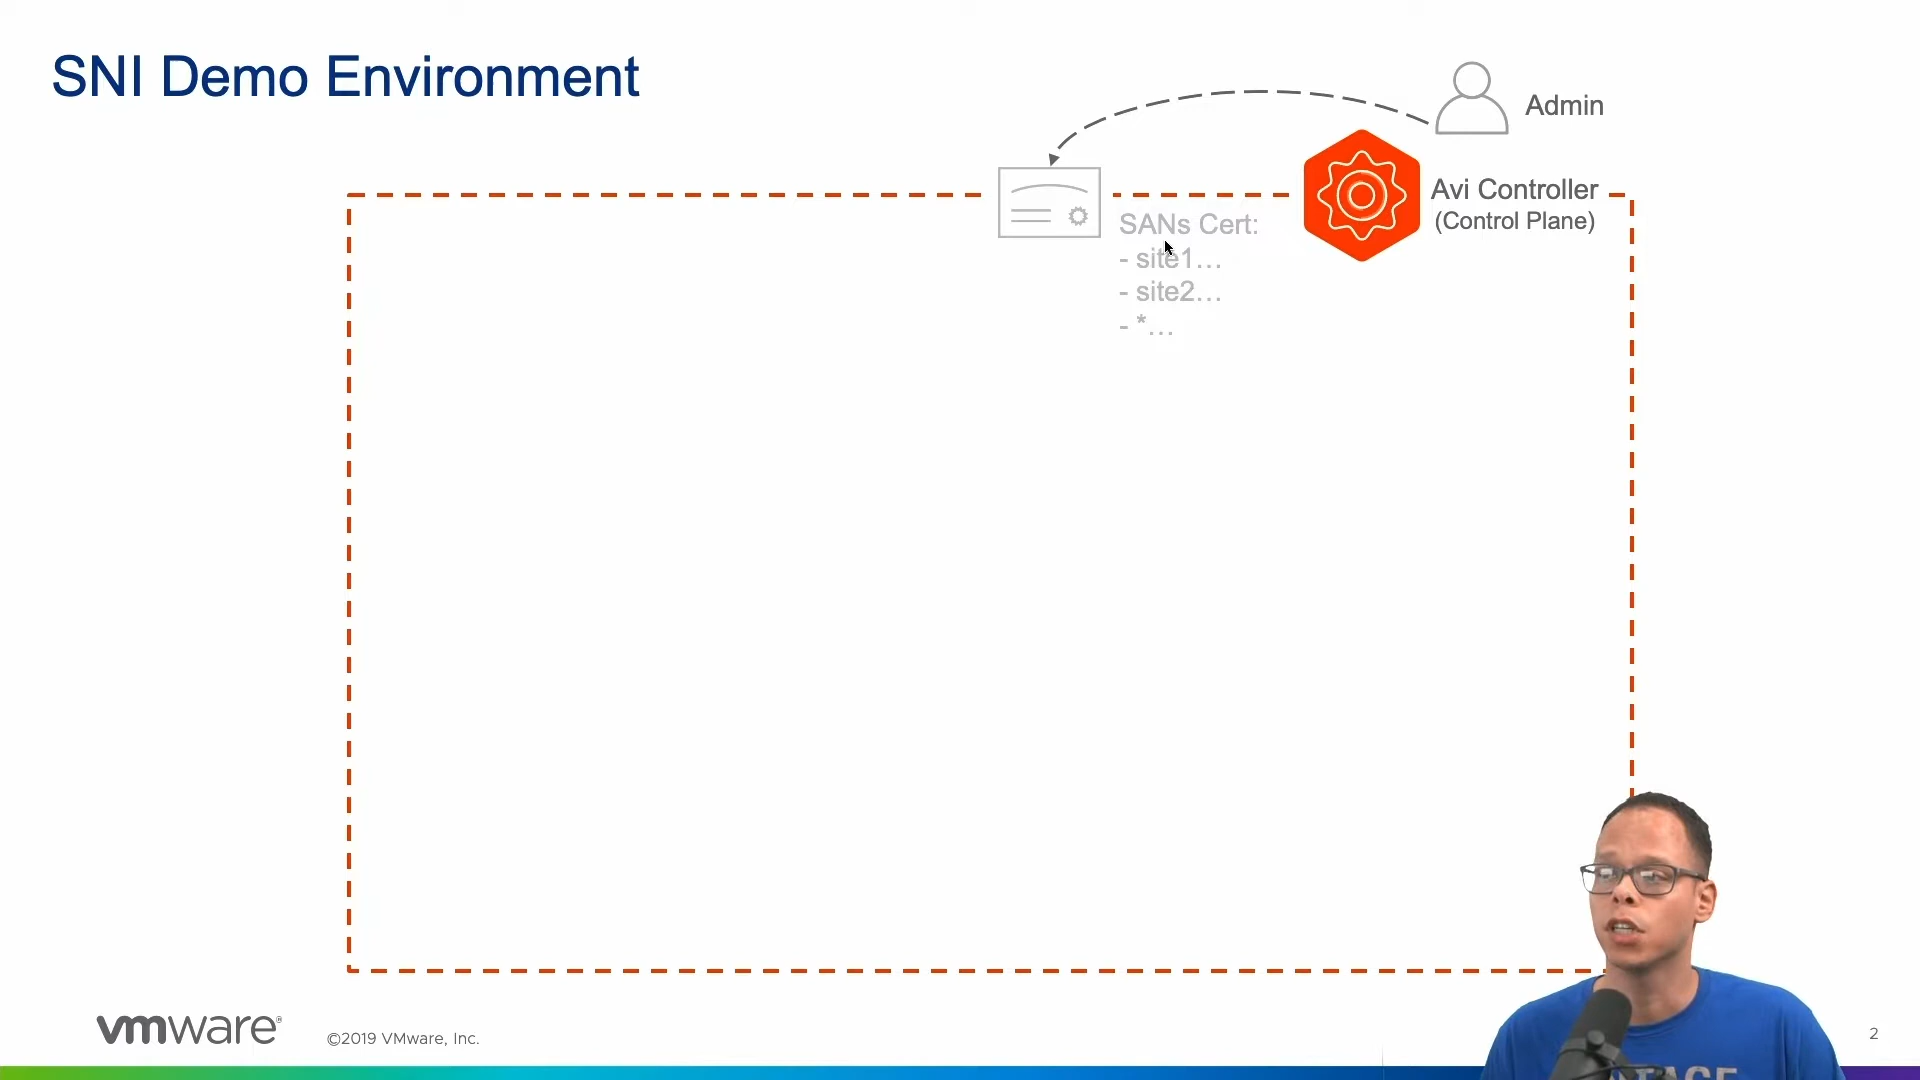 SNI Demo Environment
Admin
Avi Controller
(Control Plane)
SANs Cert:
- site1...
- site2...
- *...
vmware®
©2019 VMware, Inc.
2